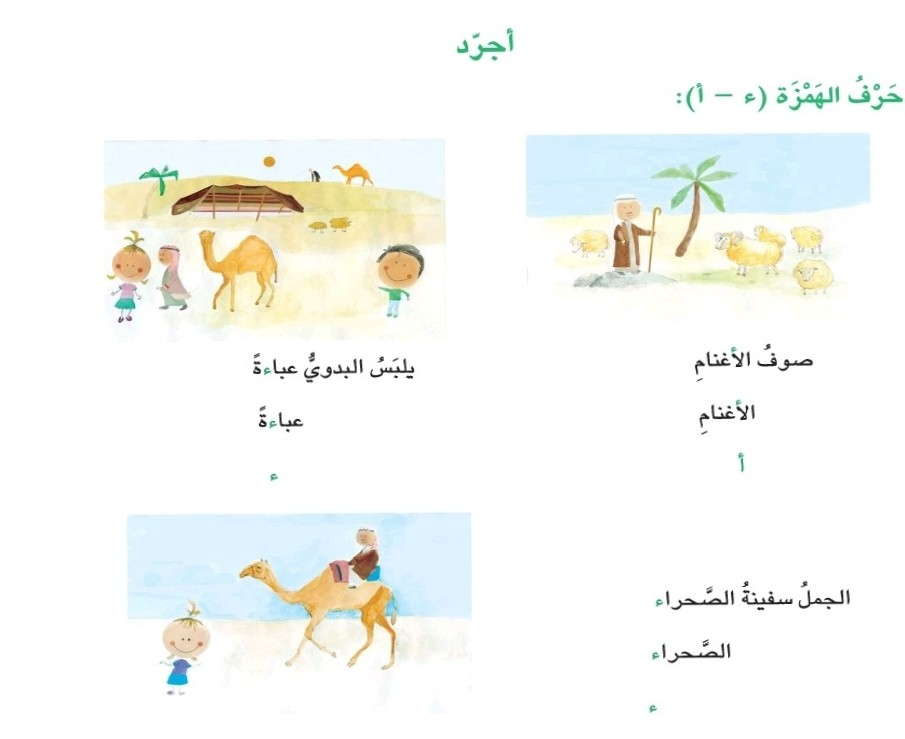 أجرّد
حَرْفُ الهَمْزَة (ء – أ):
صوفُ الأغنامِ
الأغنامِ
أ
يلبَسُ البدويُّ عباءةً
عباءةً
ء
الجملُ سفينةُ الصَّحراء
الصَّحراء
ء